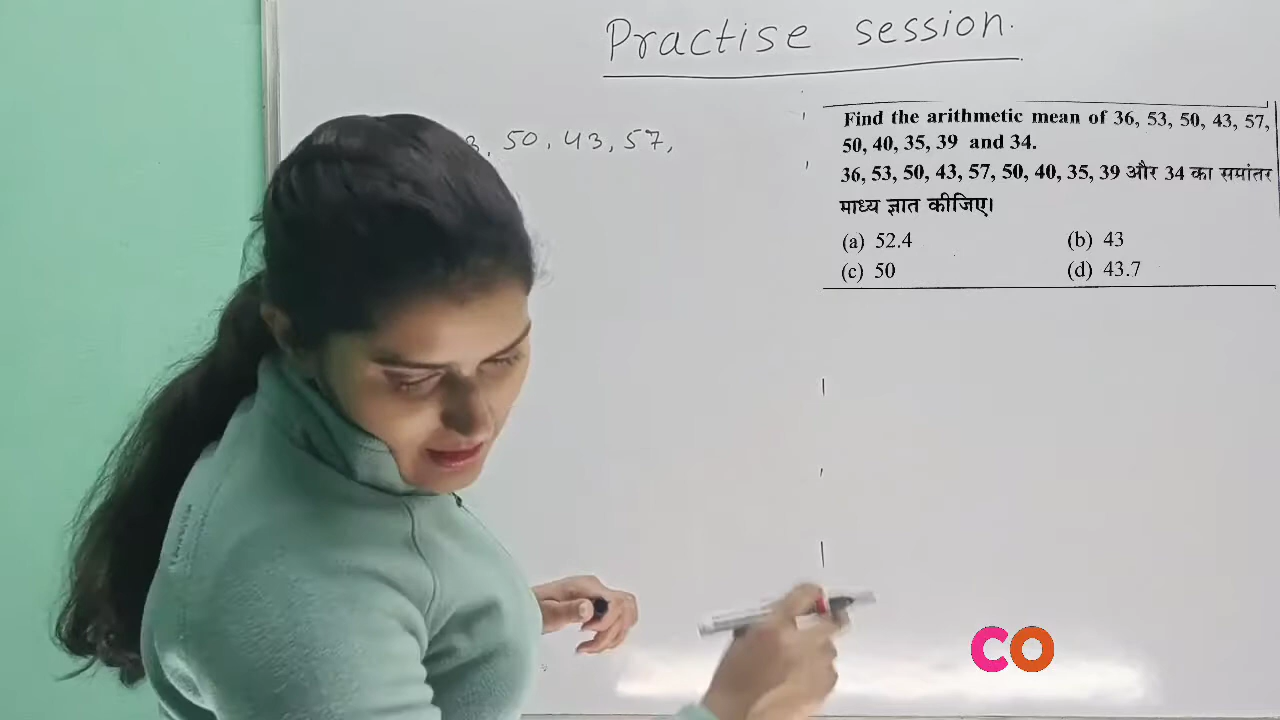 Practise session.
50, 43, 57,
Find the arithmetic mean of 36, 53, 50, 43, 57,
50, 40, 35, 39 and 34.
36, 53, 50, 43, 57, 50, 40, 35, 39 और 34 का समांतर
माध्य ज्ञात कीजिए।
(a) 52.4 (b) 43
(c) 50 (d) 43.7
CO